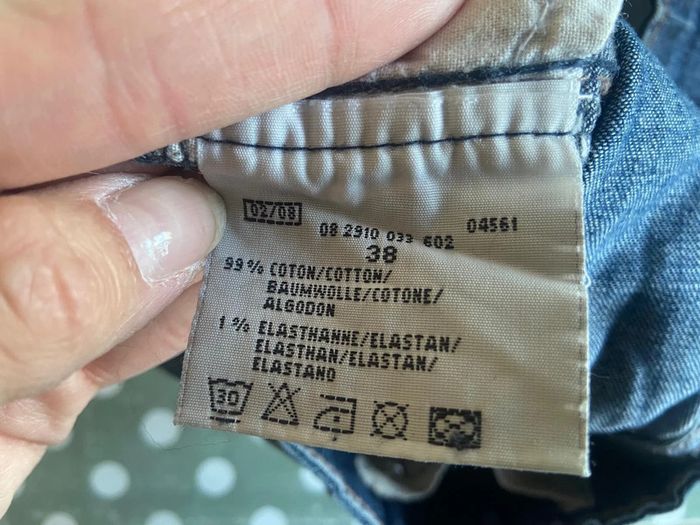 02/08
08 2910 033 602 04561
38
99% COTON/COTTON/
BAUMWOLLE/COTONE/
ALGODON
1% ELASTHANNE/ELASTAN/
ELASTHAN/ELASTAN/
ELASTANO
30